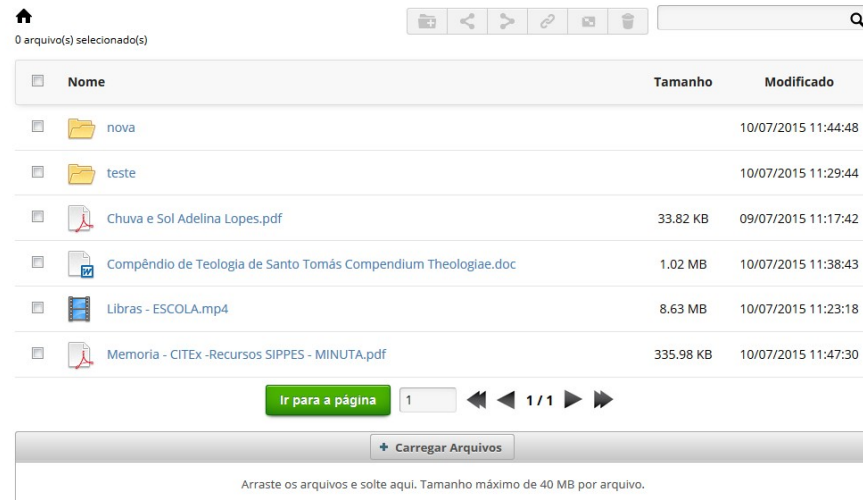 0 arquivo(s) selecionado(s)
Nome Tamanho Modificado
nova 10/07/2015 11:44:48
teste 10/07/2015 11:29:44
Chuva e Sol Adelina Lopes.pdf 33.82 KB 09/07/2015 11:17:42
Compêndio de Teologia de Santo Tomás Compendium Theologiae.doc 1.02 MB 10/07/2015 11:38:43
Libras - ESCOLA.mp4 8.63 MB 10/07/2015 11:23:18
Memoria - CITEx -Recursos SIPPES - MINUTA.pdf 335.98 KB 10/07/2015 11:47:30
Ir para a página 1 1 / 1
+ Carregar Arquivos
Arraste os arquivos e solte aqui. Tamanho máximo de 40 MB por arquivo.